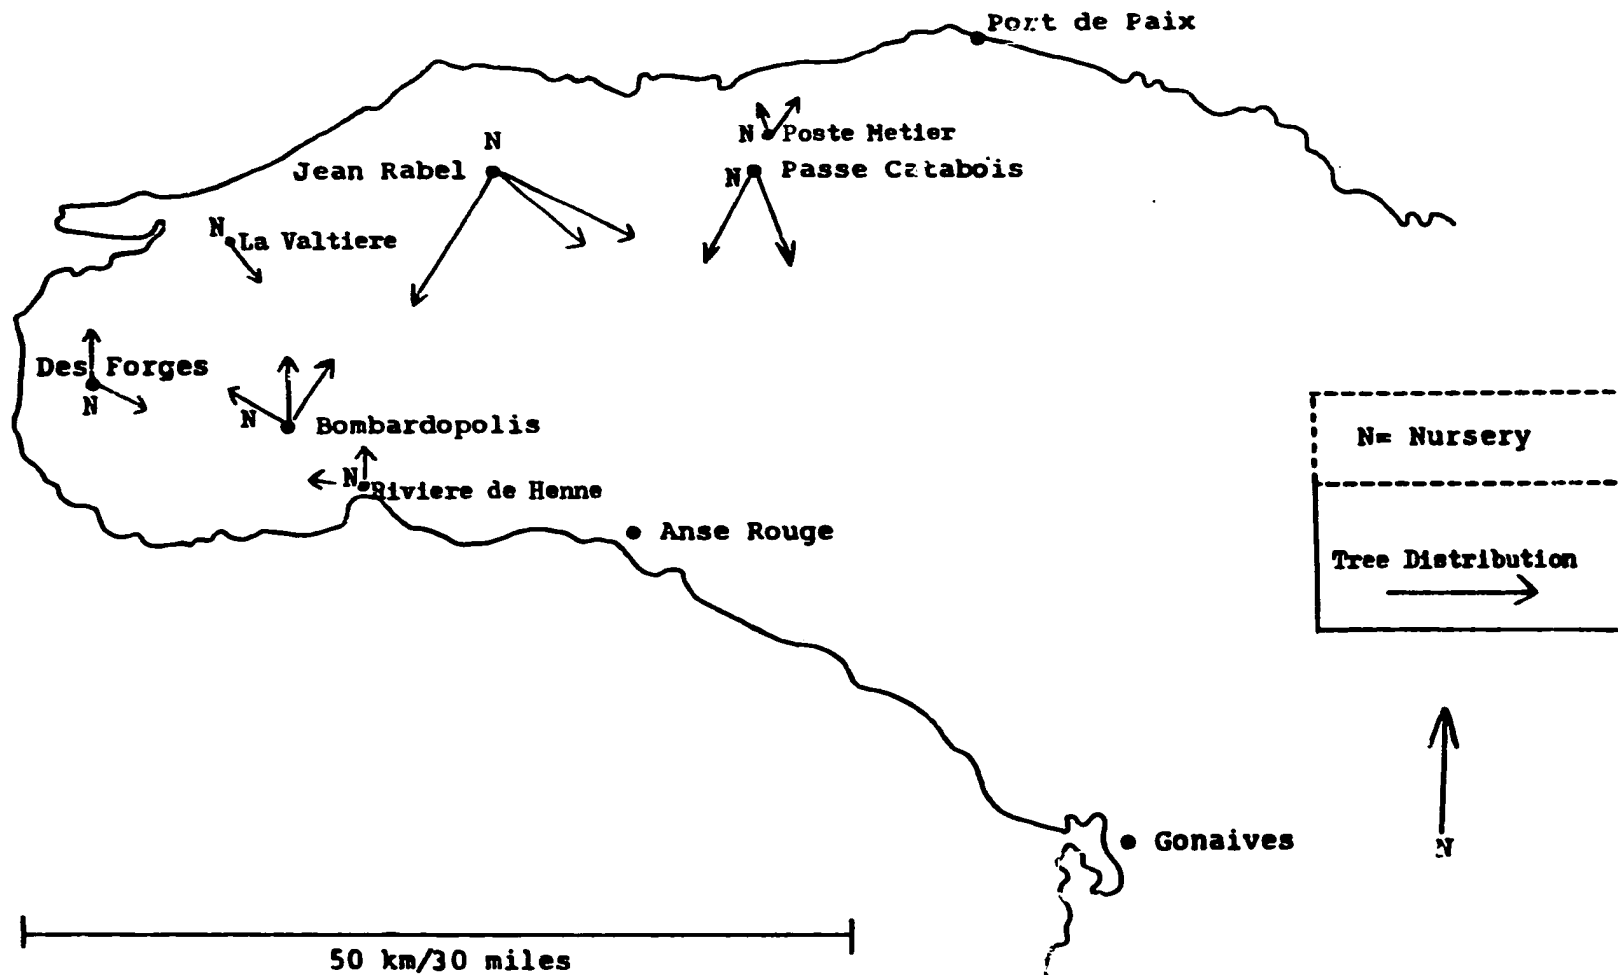 Port de Paix
N Poste Metier
N
Jean Rabel
N Passe Catabois
N
La Valtiere
Des Forges
N
N
Bombardopolis
N
Riviere de Henne
Anse Rouge
N= Nursery
Tree Distribution
N
Gonaives
50 km/30 miles